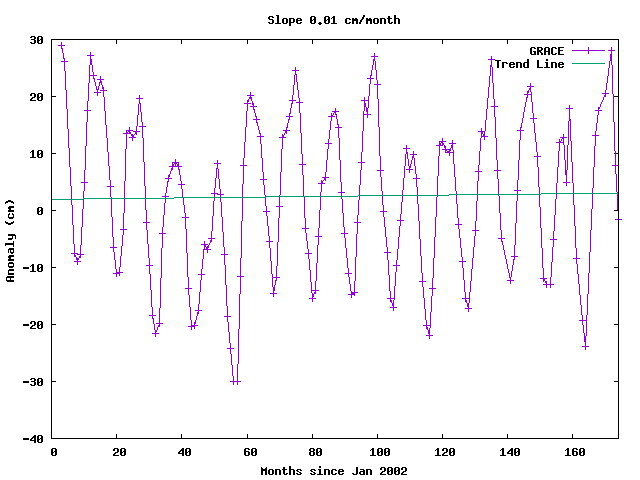 Slope 0.01 cm/month
30
20
10
0
-10
-20
-30
-40
Anomaly (cm)
GRACE
Trend Line
0 20 40 60 80 100 120 140 160
Months since Jan 2002